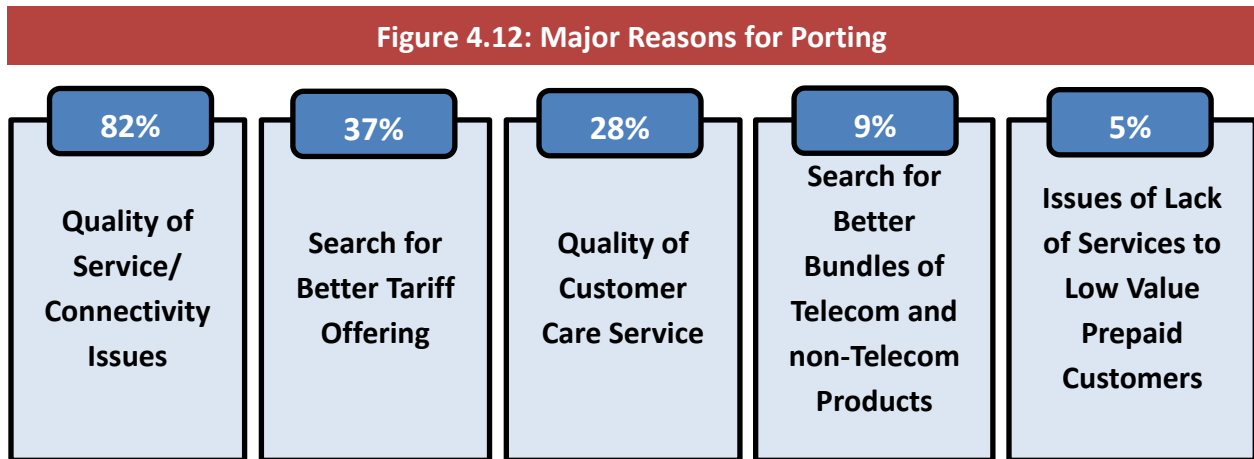 Figure 4.12: Major Reasons for Porting
82%
Quality of
Service/
Connectivity
Issues
37%
Search for
Better Tariff
Offering
28%
Quality of
Customer
Care Service
9%
Search for
Better
Bundles of
Telecom and
non-Telecom
Products
5%
Issues of Lack
of Services to
Low Value
Prepaid
Customers